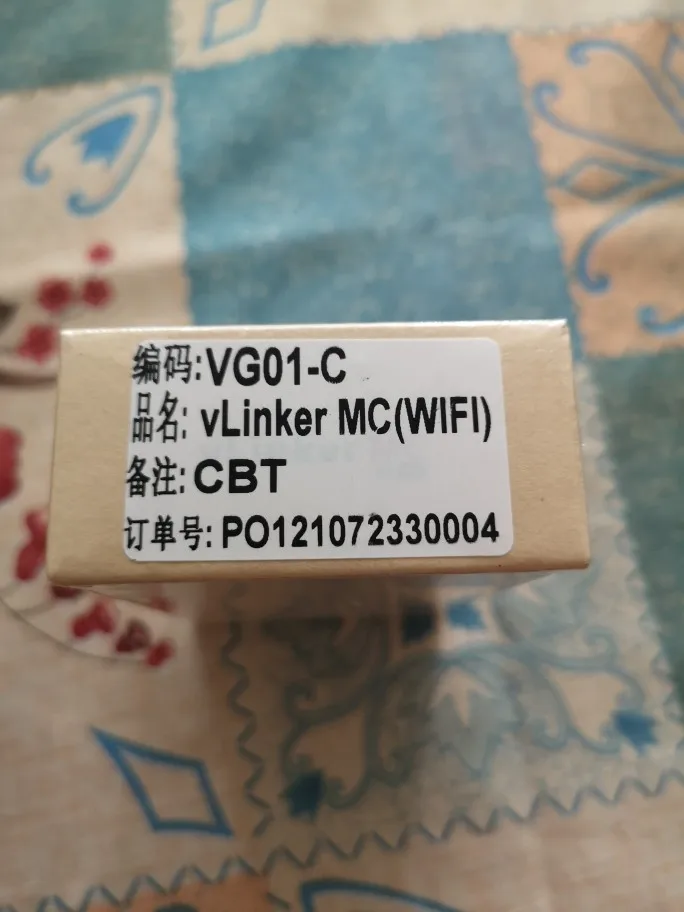 编码:VG01-C
品名: vLinker MC(WIFI)
备注: CBT
订单号: PO121072330004